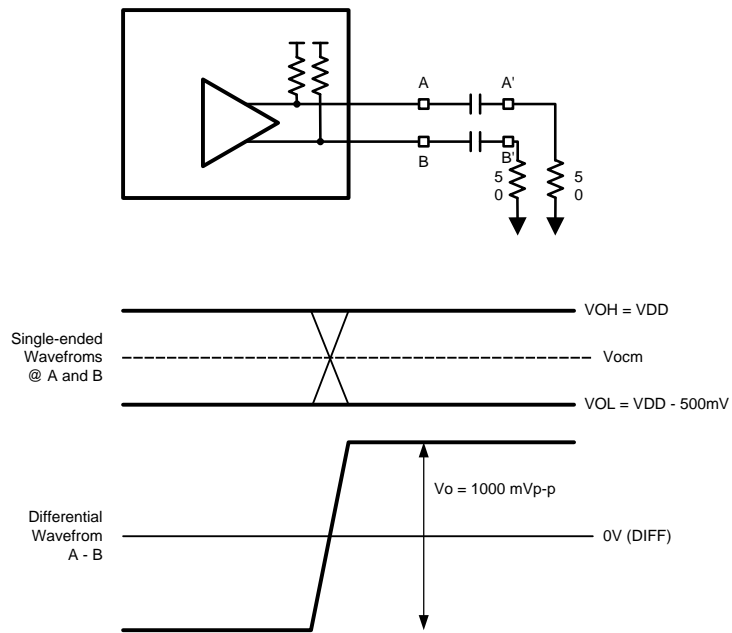 A
A'
B
B'
5
0
5
0
VOH = VDD
Single-ended
Wavefroms
@ A and B
Vocm
VOL = VDD - 500mV
Vo = 1000 mVp-p
Differential
Wavefrom
A - B
0V (DIFF)